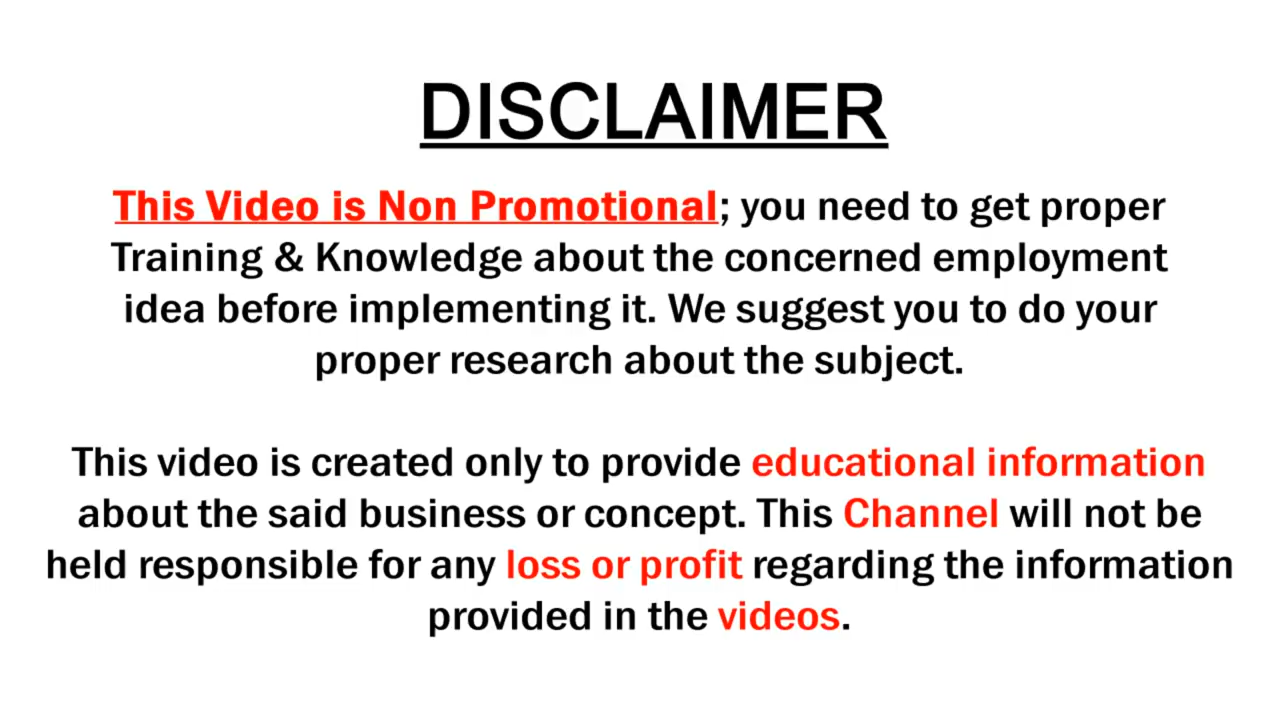 DISCLAIMER
This Video is Non Promotional; you need to get proper
Training & Knowledge about the concerned employment
idea before implementing it. We suggest you to do your
proper research about the subject.
This video is created only to provide educational information
about the said business or concept. This Channel will not be
held responsible for any loss or profit regarding the information
provided in the videos.